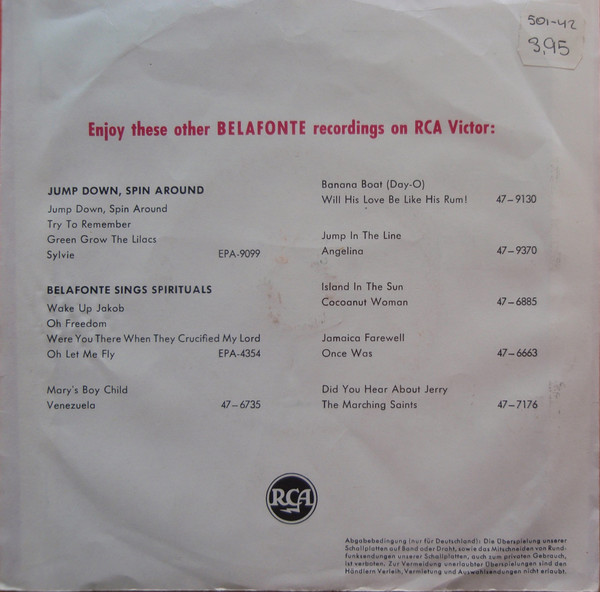 501-42
3,95
Enjoy these other BELAFONTE recordings on RCA Victor:
JUMP DOWN, SPIN AROUND
Jump Down, Spin Around
Try To Remember
Green Grow The Lilacs
Sylvie EPA-9099
BELAFONTE SINGS SPIRITUALS
Wake Up Jakob
Oh Freedom
Were You There When They Crucified My Lord
Oh Let Me Fly EPA-4354
Mary's Boy Child
Venezuela 47–6735
Banana Boat (Day-O)
Will His Love Be Like His Rum! 47–9130
Jump In The Line
Angelina 47–9370
Island In The Sun
Cocoanut Woman 47–6885
Jamaica Farewell
Once Was 47–6663
Did You Hear About Jerry
The Marching Saints 47–7176
RCA
Abgabebedingung (nur für Deutschland): Die Überspielung unserer
Schallplatten auf Band oder Draht, sowie das Mitschneiden von Rund-
funksendungen unserer Schallplatten, auch zum privaten Gebrauch,
ist verboten. Zur Vermeidung unerlaubter Überspielungen sind den
Händlern Verleih, Vermietung und Auswahlsendungen nicht erlaubt.